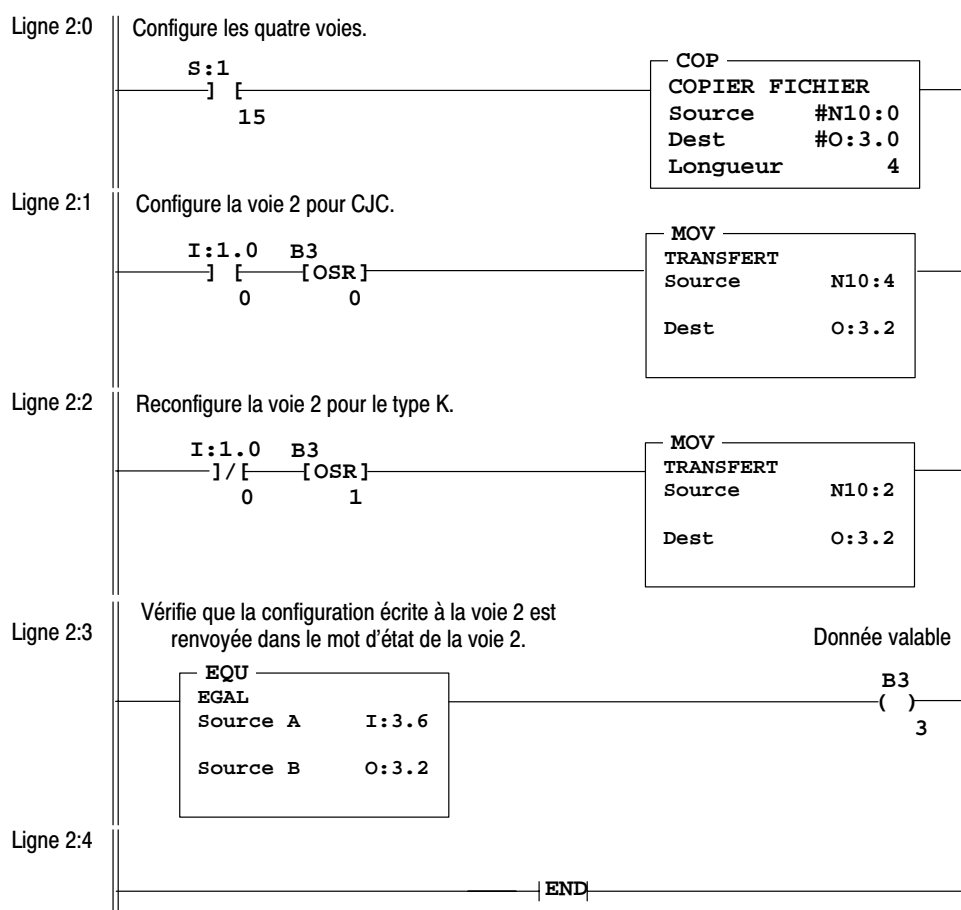 Ligne 2:0 Configure les quatre voies.
S:1
] [
15
COP
COPIER FICHIER
Source #N10:0
Dest #O:3.0
Longueur 4
Ligne 2:1 Configure la voie 2 pour CJC.
I:1.0 B3
] [ [OSR]
0 0
MOV
TRANSFERT
Source N10:4
Dest O:3.2
Ligne 2:2 Reconfigure la voie 2 pour le type K.
I:1.0 B3
]/[ [OSR]
0 1
MOV
TRANSFERT
Source N10:2
Dest O:3.2
Ligne 2:3 Vérifie que la configuration écrite à la voie 2 est
renvoyée dans le mot d'état de la voie 2.
Donnée valable
EQU
EGAL
Source A I:3.6
Source B O:3.2
B3
( )
3
Ligne 2:4
END